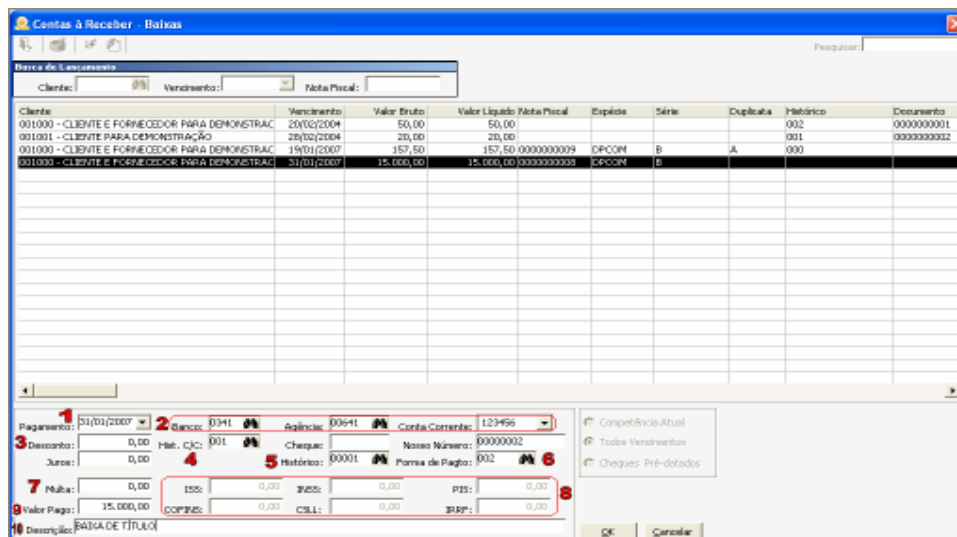 Contas à Receber - Baixas
Pesquisar:
Busca de Lançamento
Cliente: Vencimento: Nota Fiscal:
Cliente Vencimento Valor Bruto Valor Líquido Nota Fiscal Espécie Série Duplicata Histórico Documento
001000 - CLIENTE E FORNECEDOR PARA DEMONSTRAC 20/02/2004 50,00 50,00 002 0000000001
001001 - CLIENTE PARA DEMONSTRAÇÃO 28/02/2004 20,00 20,00 001 0000000002
001000 - CLIENTE E FORNECEDOR PARA DEMONSTRAC 19/01/2007 157,50 157,50 0000000009 DPCOM B A 000
001000 - CLIENTE E FORNECEDOR PARA DEMONSTRAC 31/01/2007 15.000,00 15.000,00 0000000008 DPCOM B
1 Pagamento: 31/01/2007 2 Banco: 0341 Agência: 00641 Conta Corrente: 123456 Competência Atual
3 Desconto: 0,00 Hist. C/C: 001 Cheque: Nosso Número: 00000002 Todos Vencimentos
Juros: 0,00 4 5 Histórico: 00001 Forma de Pagto: 002 6 Cheques Pré-datados
7 Multa: 0,00 ISS: 0,00 INSS: 0,00 PIS: 0,00 8
9 Valor Pago: 15.000,00 COFINS: 0,00 CSLL: 0,00 IRRF: 0,00
10 Descrição: BAIXA DE TÍTULO OK Cancelar